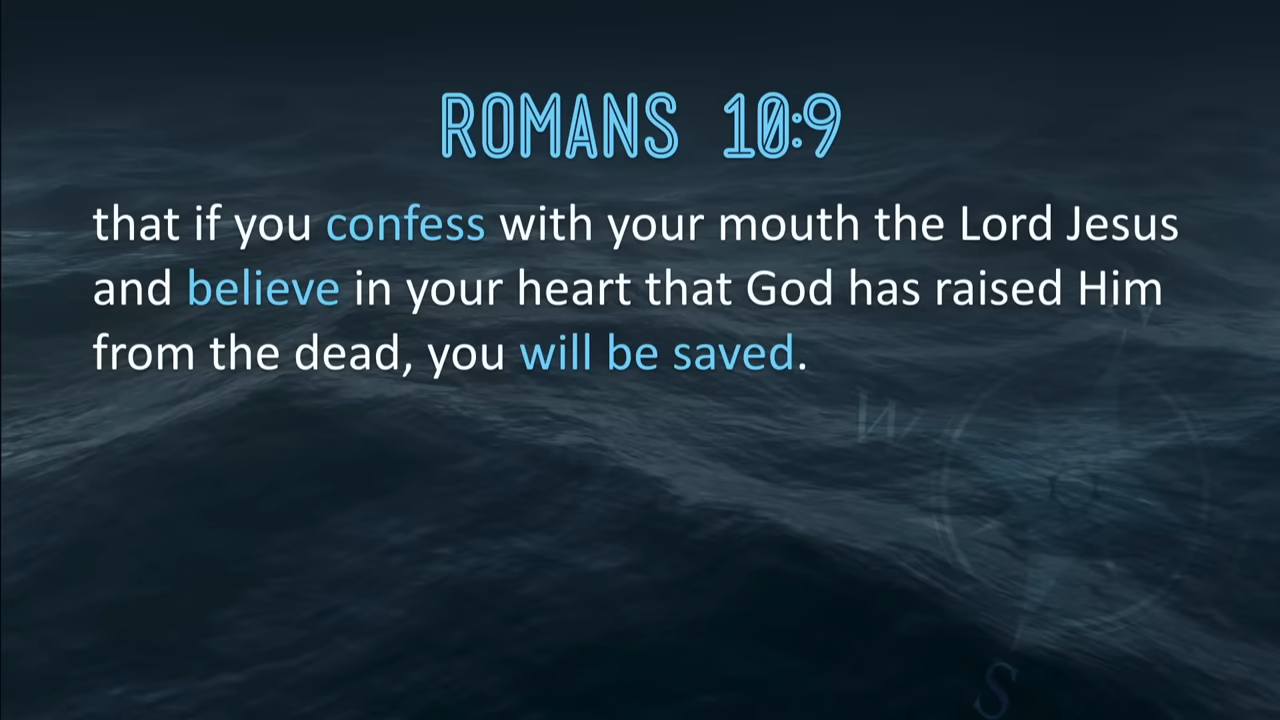 ROMANS 10:9
that if you confess with your mouth the Lord Jesus
and believe in your heart that God has raised Him
from the dead, you will be saved.
W
S